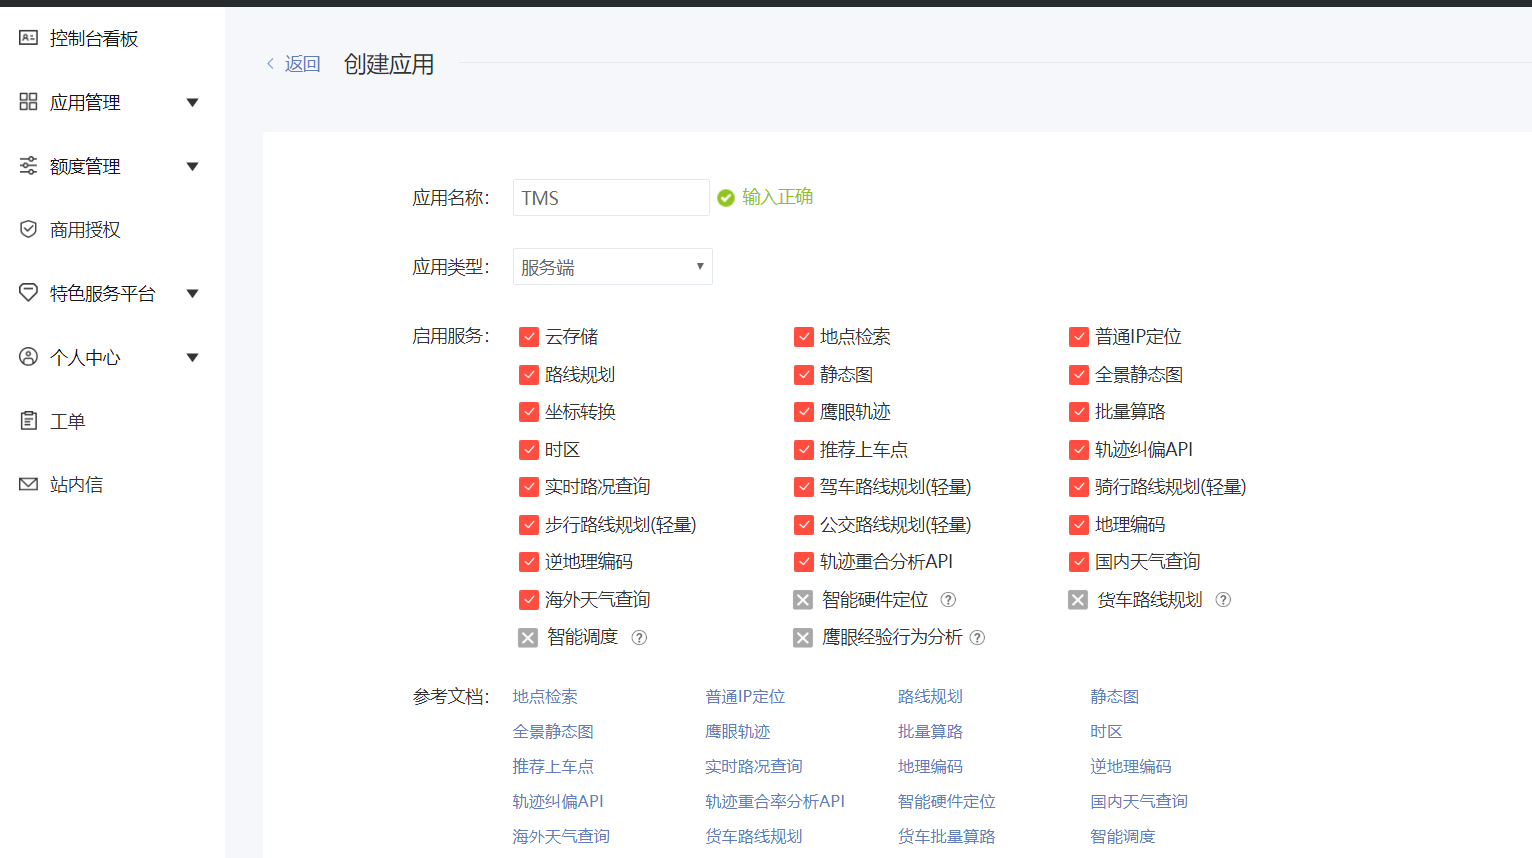 控制台看板
应用管理
额度管理
商用授权
特色服务平台
个人中心
工单
站内信
返回 创建应用
应用名称： TMS 输入正确
应用类型： 服务端
启用服务： 云存储 地点检索 普通IP定位
路线规划 静态图 全景静态图
坐标转换 鹰眼轨迹 批量算路
时区 推荐上车点 轨迹纠偏API
实时路况查询 驾车路线规划(轻量) 骑行路线规划(轻量)
步行路线规划(轻量) 公交路线规划(轻量) 地理编码
逆地理编码 轨迹重合分析API 国内天气查询
海外天气查询 智能硬件定位 ? 货车路线规划 ?
智能调度 ? 鹰眼经验行为分析 ?
参考文档： 地点检索 普通IP定位 路线规划 静态图
全景静态图 鹰眼轨迹 批量算路 时区
推荐上车点 实时路况查询 地理编码 逆地理编码
轨迹纠偏API 轨迹重合率分析API 智能硬件定位 国内天气查询
海外天气查询 货车路线规划 货车批量算路 智能调度